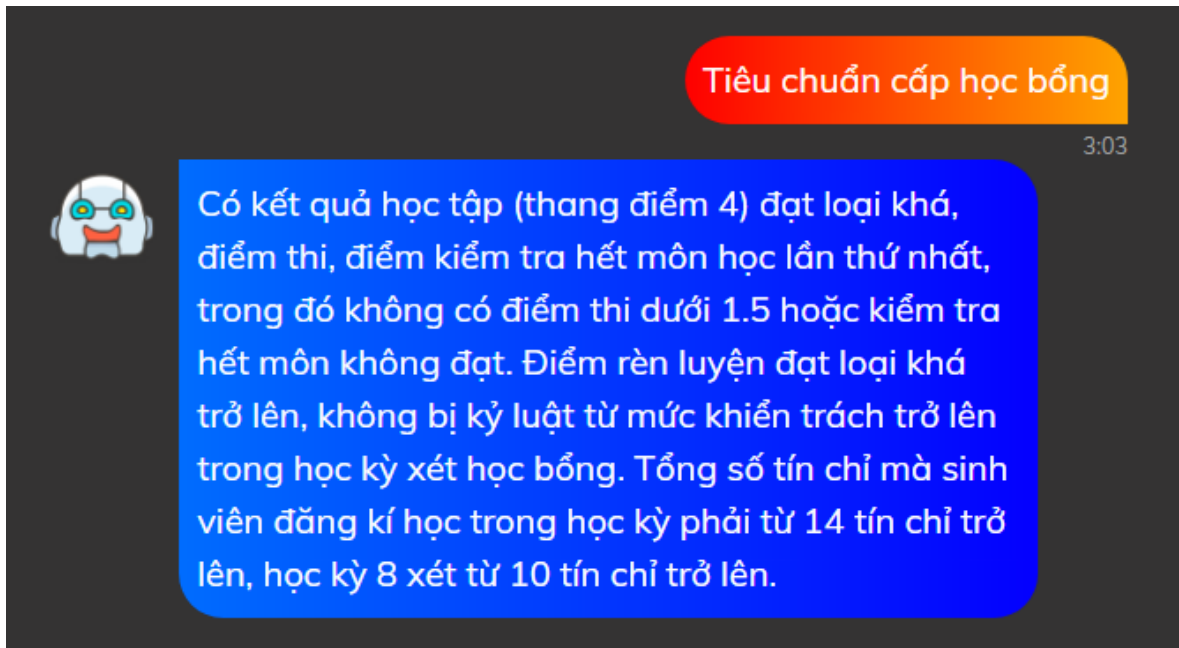 Tiêu chuẩn cấp học bổng
3:03
Có kết quả học tập (thang điểm 4) đạt loại khá,
điểm thi, điểm kiểm tra hết môn học lần thứ nhất,
trong đó không có điểm thi dưới 1.5 hoặc kiểm tra
hết môn không đạt. Điểm rèn luyện đạt loại khá
trở lên, không bị kỷ luật từ mức khiển trách trở lên
trong học kỳ xét học bổng. Tổng số tín chỉ mà sinh
viên đăng kí học trong học kỳ phải từ 14 tín chỉ trở
lên, học kỳ 8 xét từ 10 tín chỉ trở lên.